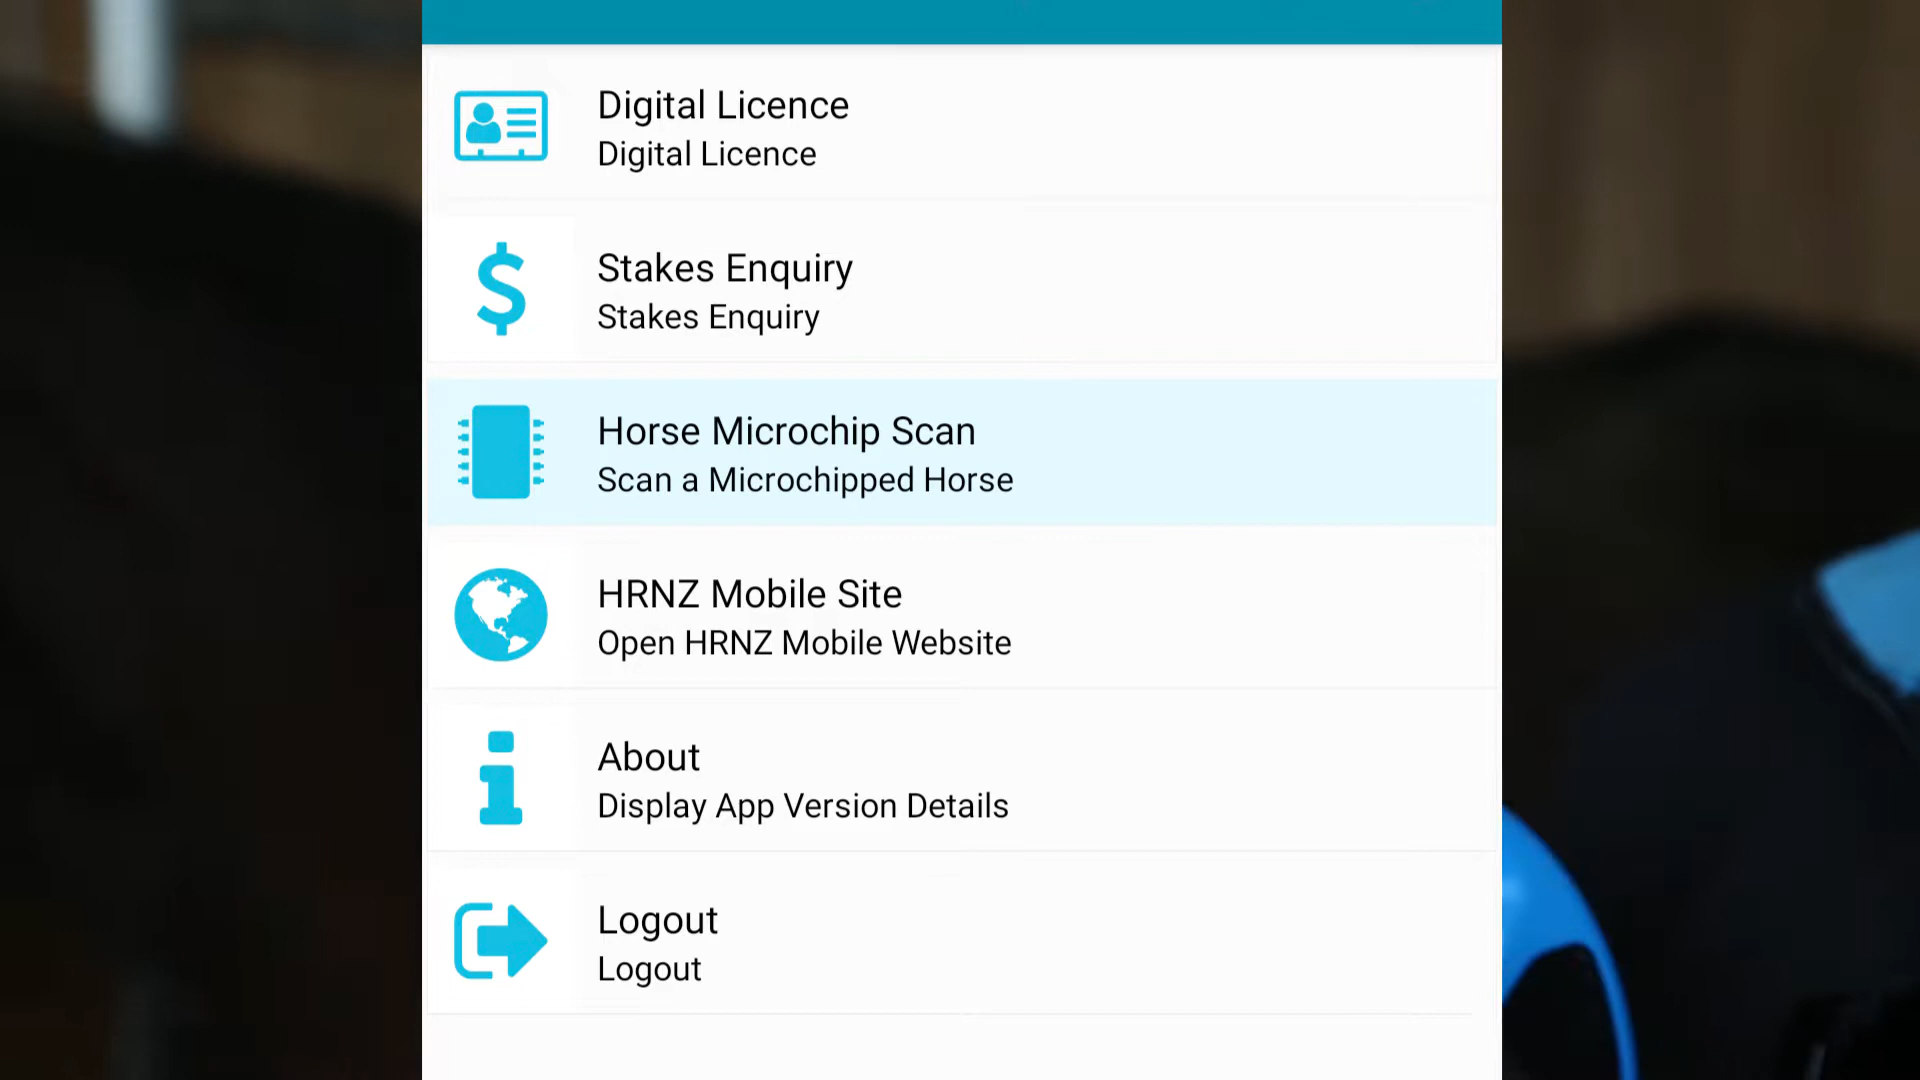 Digital Licence
Digital Licence
Stakes Enquiry
Stakes Enquiry
Horse Microchip Scan
Scan a Microchipped Horse
HRNZ Mobile Site
Open HRNZ Mobile Website
About
Display App Version Details
Logout
Logout